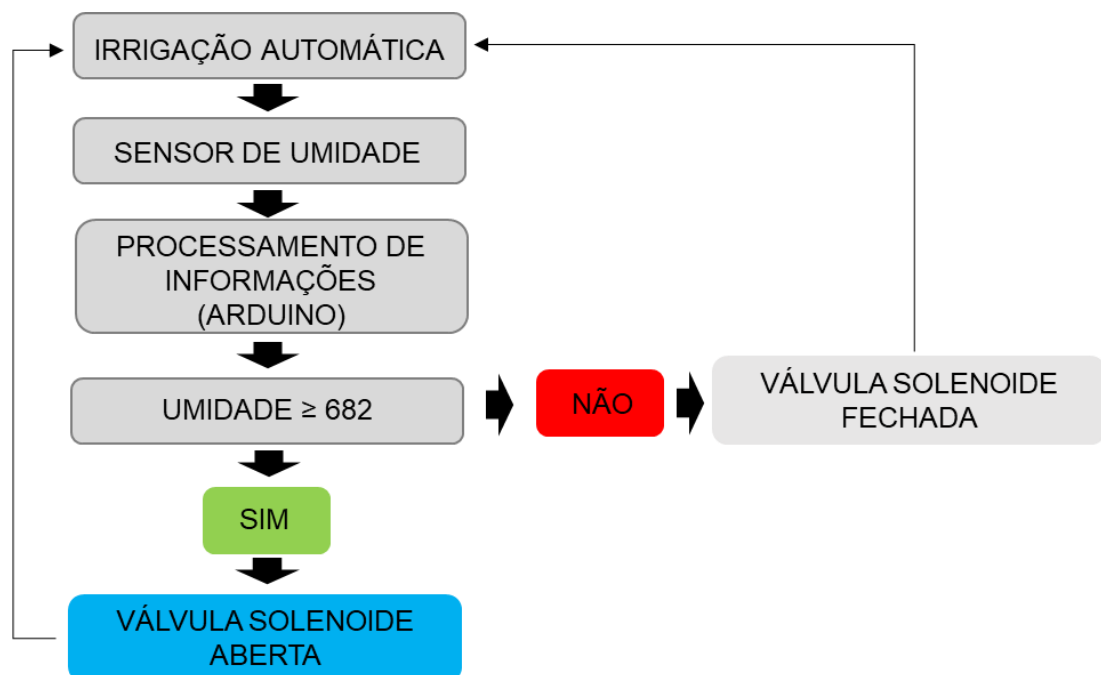 IRRIGAÇÃO AUTOMÁTICA
SENSOR DE UMIDADE
PROCESSAMENTO DE
INFORMAÇÕES
(ARDUINO)
UMIDADE ≥ 682
NÃO
VÁLVULA SOLENOIDE
FECHADA
SIM
VÁLVULA SOLENOIDE
ABERTA